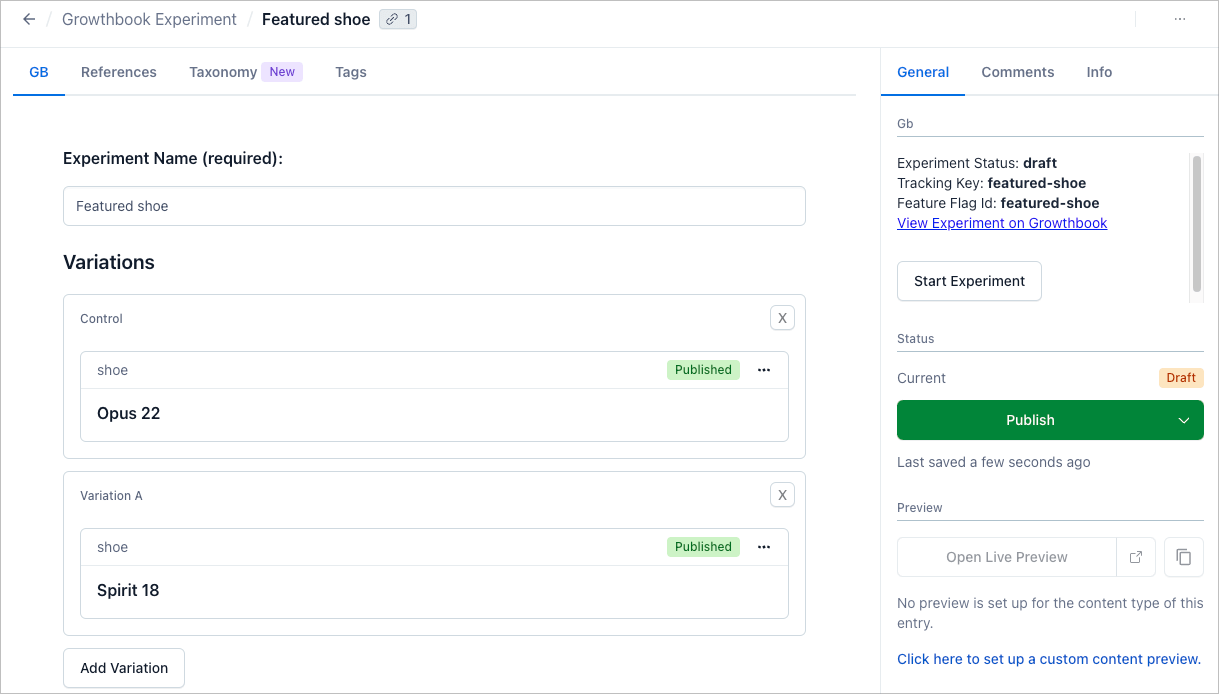 ← / Growthbook Experiment / Featured shoe 1 ...
GB References Taxonomy New Tags
Experiment Name (required):
Featured shoe
Variations
Control X
shoe Published ...
Opus 22
Variation A X
shoe Published ...
Spirit 18
Add Variation
General Comments Info
Gb
Experiment Status: draft
Tracking Key: featured-shoe
Feature Flag Id: featured-shoe
View Experiment on Growthbook
Start Experiment
Status
Current Draft
Publish
Last saved a few seconds ago
Preview
Open Live Preview
No preview is set up for the content type of this
entry.
Click here to set up a custom content preview.